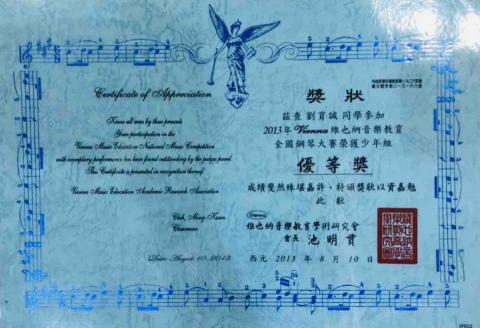 Certificate of Appreciation
Know all men by these presents
Your participation in the
Vienna Music Education National Music Competition
with exemplary performance has been found outstanding by the judges panel.
This Certificate is presented in recognition thereof.
Vienna Music Education Academic Research Association
Chih, Ming-Kuan
Chairman
Date: August 10, 2013
獎狀
茲查 劉育誠 同學參加
2013年Vienna維也納音樂教育
全國鋼琴大賽榮獲少年組
優等獎
成績斐然殊堪嘉許、特頒獎狀以資嘉勉
此狀
Vienna
維也納音樂教育學術研究會
會長 池明貫
西元 2013 年 8 月 10 日